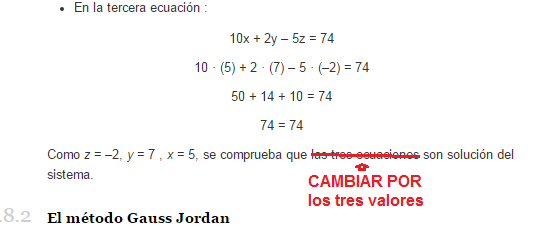 • En la tercera ecuación :
10x + 2y – 5z = 74
10 · (5) + 2 · (7) – 5 · (–2) = 74
50 + 14 + 10 = 74
74 = 74
Como z = –2, y = 7 , x = 5, se comprueba que las tres ecuaciones son solución del
sistema.
CAMBIAR POR
los tres valores
.8.2 El método Gauss Jordan